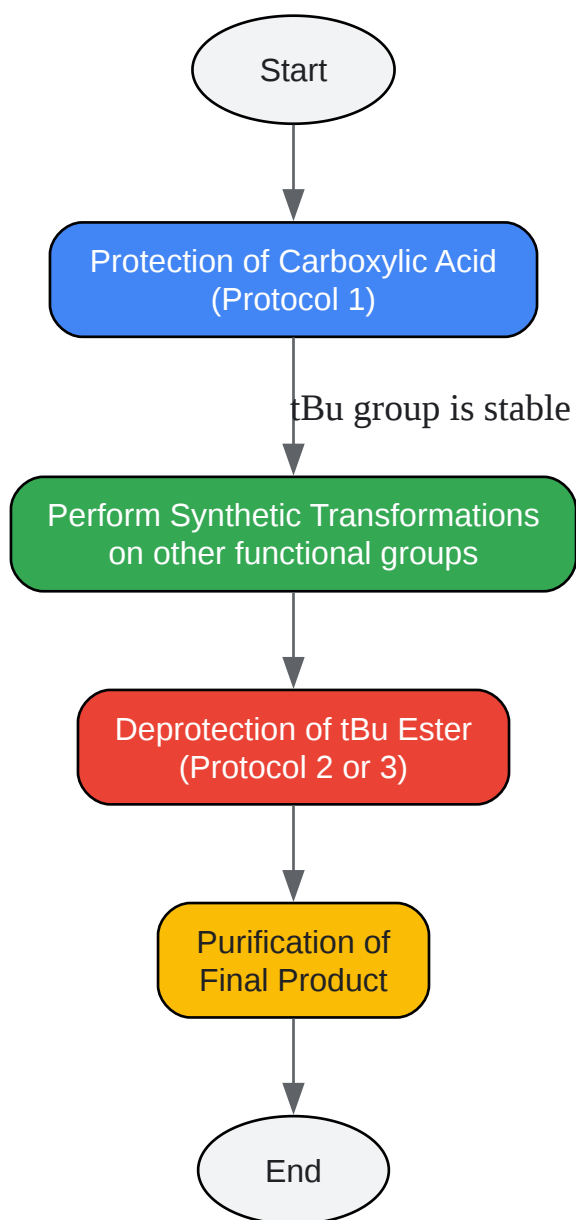 Start
Protection of Carboxylic Acid
(Protocol 1)
tBu group is stable
Perform Synthetic Transformations
on other functional groups
Deprotection of tBu Ester
(Protocol 2 or 3)
Purification of
Final Product
End